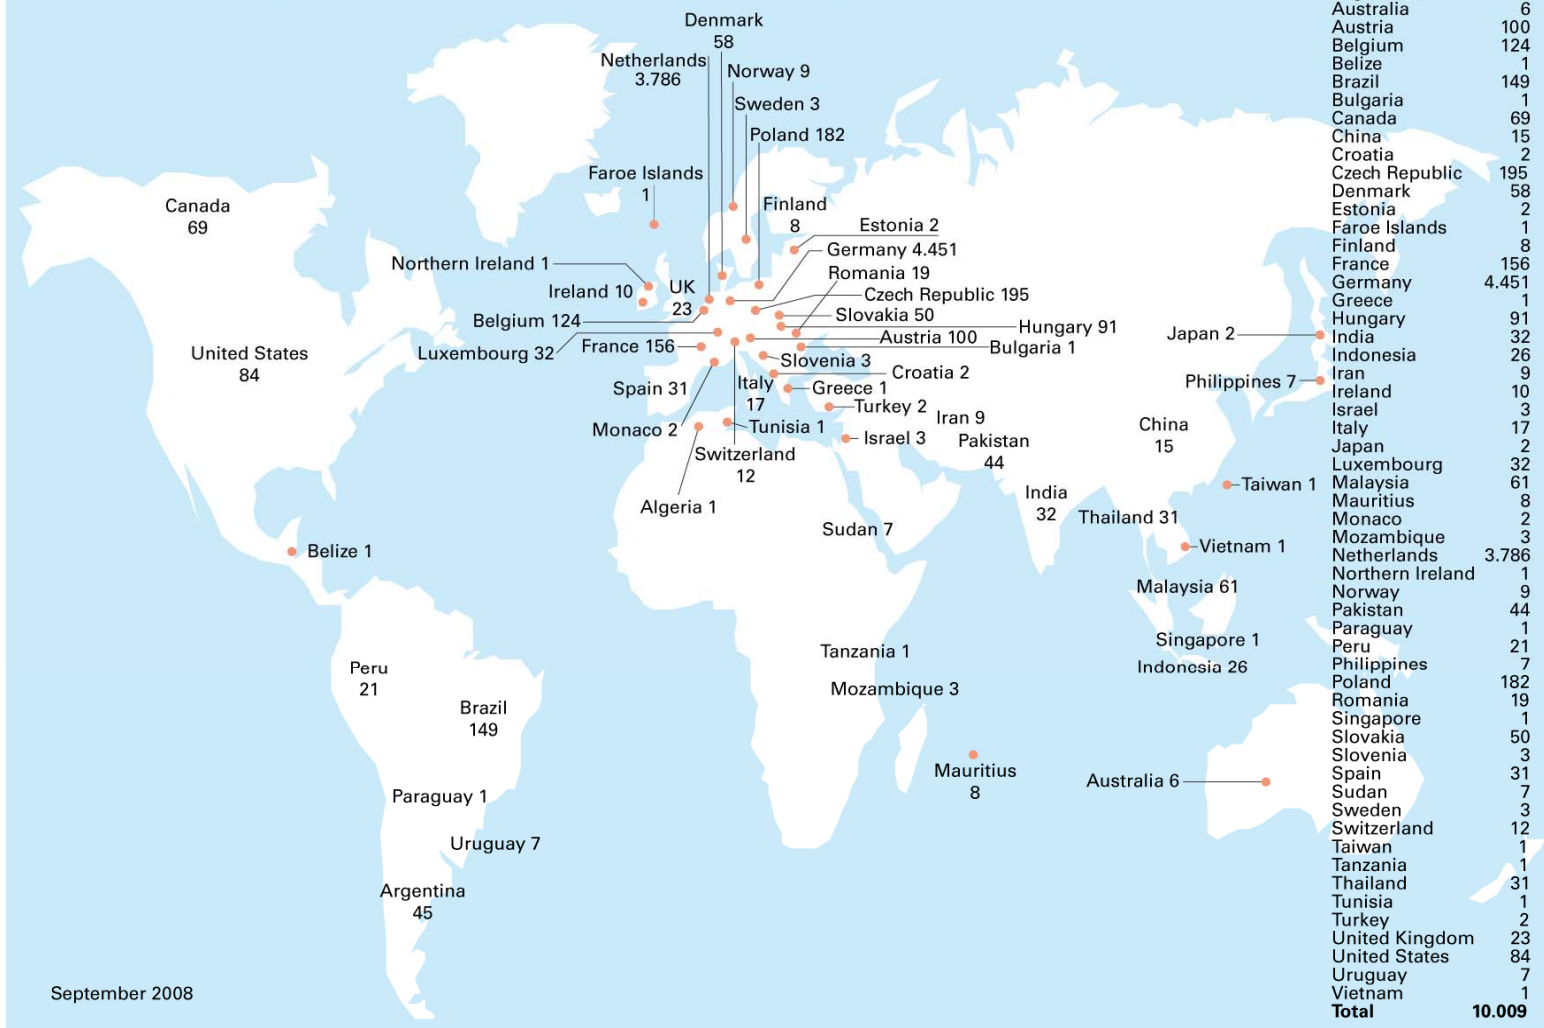 Denmark
58
Netherlands
3.786
Norway 9
Sweden 3
Poland 182
Faroe Islands
1
Finland
8
Canada
69
Estonia 2
Germany 4.451
Northern Ireland 1
Romania 19
Ireland 10
UK
23
Czech Republic 195
Slovakia 50
Belgium 124
Hungary 91
Japan 2
Austria 100
Bulgaria 1
Luxembourg 32
France 156
United States
84
Slovenia 3
Croatia 2
Philippines 7
Spain 31
Italy
17
Greece 1
Turkey 2
Iran 9
Monaco 2
Tunisia 1
Israel 3
Pakistan
44
China
15
Switzerland
12
Taiwan 1
India
32
Algeria 1
Thailand 31
Sudan 7
Vietnam 1
Belize 1
Malaysia 61
Singapore 1
Tanzania 1
Indonesia 26
Peru
21
Mozambique 3
Brazil
149
Mauritius
8
Australia 6
Paraguay 1
Uruguay 7
Argentina
45
September 2008
Australia 6
Austria 100
Belgium 124
Belize 1
Brazil 149
Bulgaria 1
Canada 69
China 15
Croatia 2
Czech Republic 195
Denmark 58
Estonia 2
Faroe Islands 1
Finland 8
France 156
Germany 4.451
Greece 1
Hungary 91
India 32
Indonesia 26
Iran 9
Ireland 10
Israel 3
Italy 17
Japan 2
Luxembourg 32
Malaysia 61
Mauritius 8
Monaco 2
Mozambique 3
Netherlands 3.786
Northern Ireland 1
Norway 9
Pakistan 44
Paraguay 1
Peru 21
Philippines 7
Poland 182
Romania 19
Singapore 1
Slovakia 50
Slovenia 3
Spain 31
Sudan 7
Sweden 3
Switzerland 12
Taiwan 1
Tanzania 1
Thailand 31
Tunisia 1
Turkey 2
United Kingdom 23
United States 84
Uruguay 7
Vietnam 1
Total 10.009